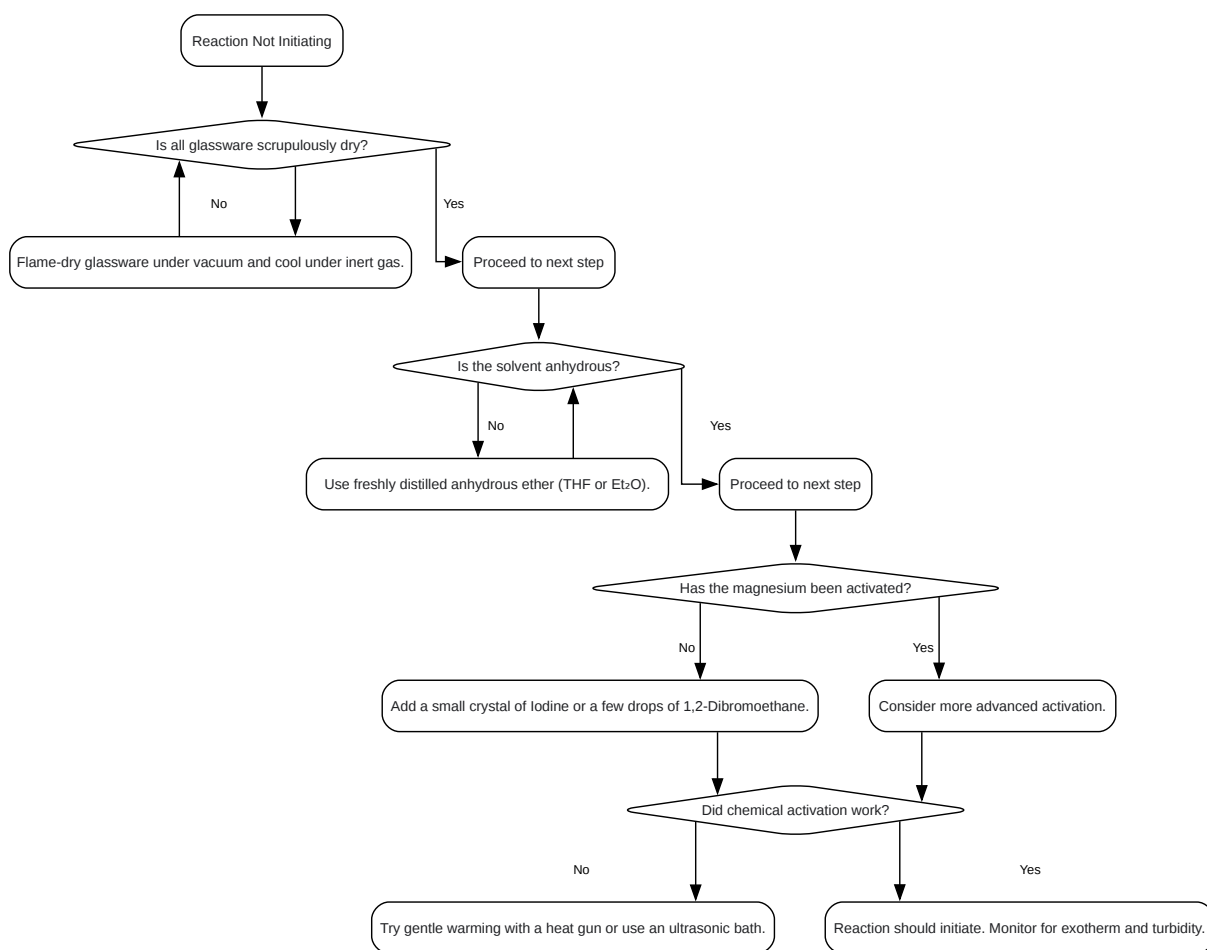 Reaction Not Initiating
Is all glassware scrupulously dry?
No
Yes
Flame-dry glassware under vacuum and cool under inert gas.
Proceed to next step
Is the solvent anhydrous?
No
Yes
Use freshly distilled anhydrous ether (THF or Et₂O).
Proceed to next step
Has the magnesium been activated?
No
Yes
Add a small crystal of Iodine or a few drops of 1,2-Dibromoethane.
Consider more advanced activation.
Did chemical activation work?
No
Yes
Try gentle warming with a heat gun or use an ultrasonic bath.
Reaction should initiate. Monitor for exotherm and turbidity.